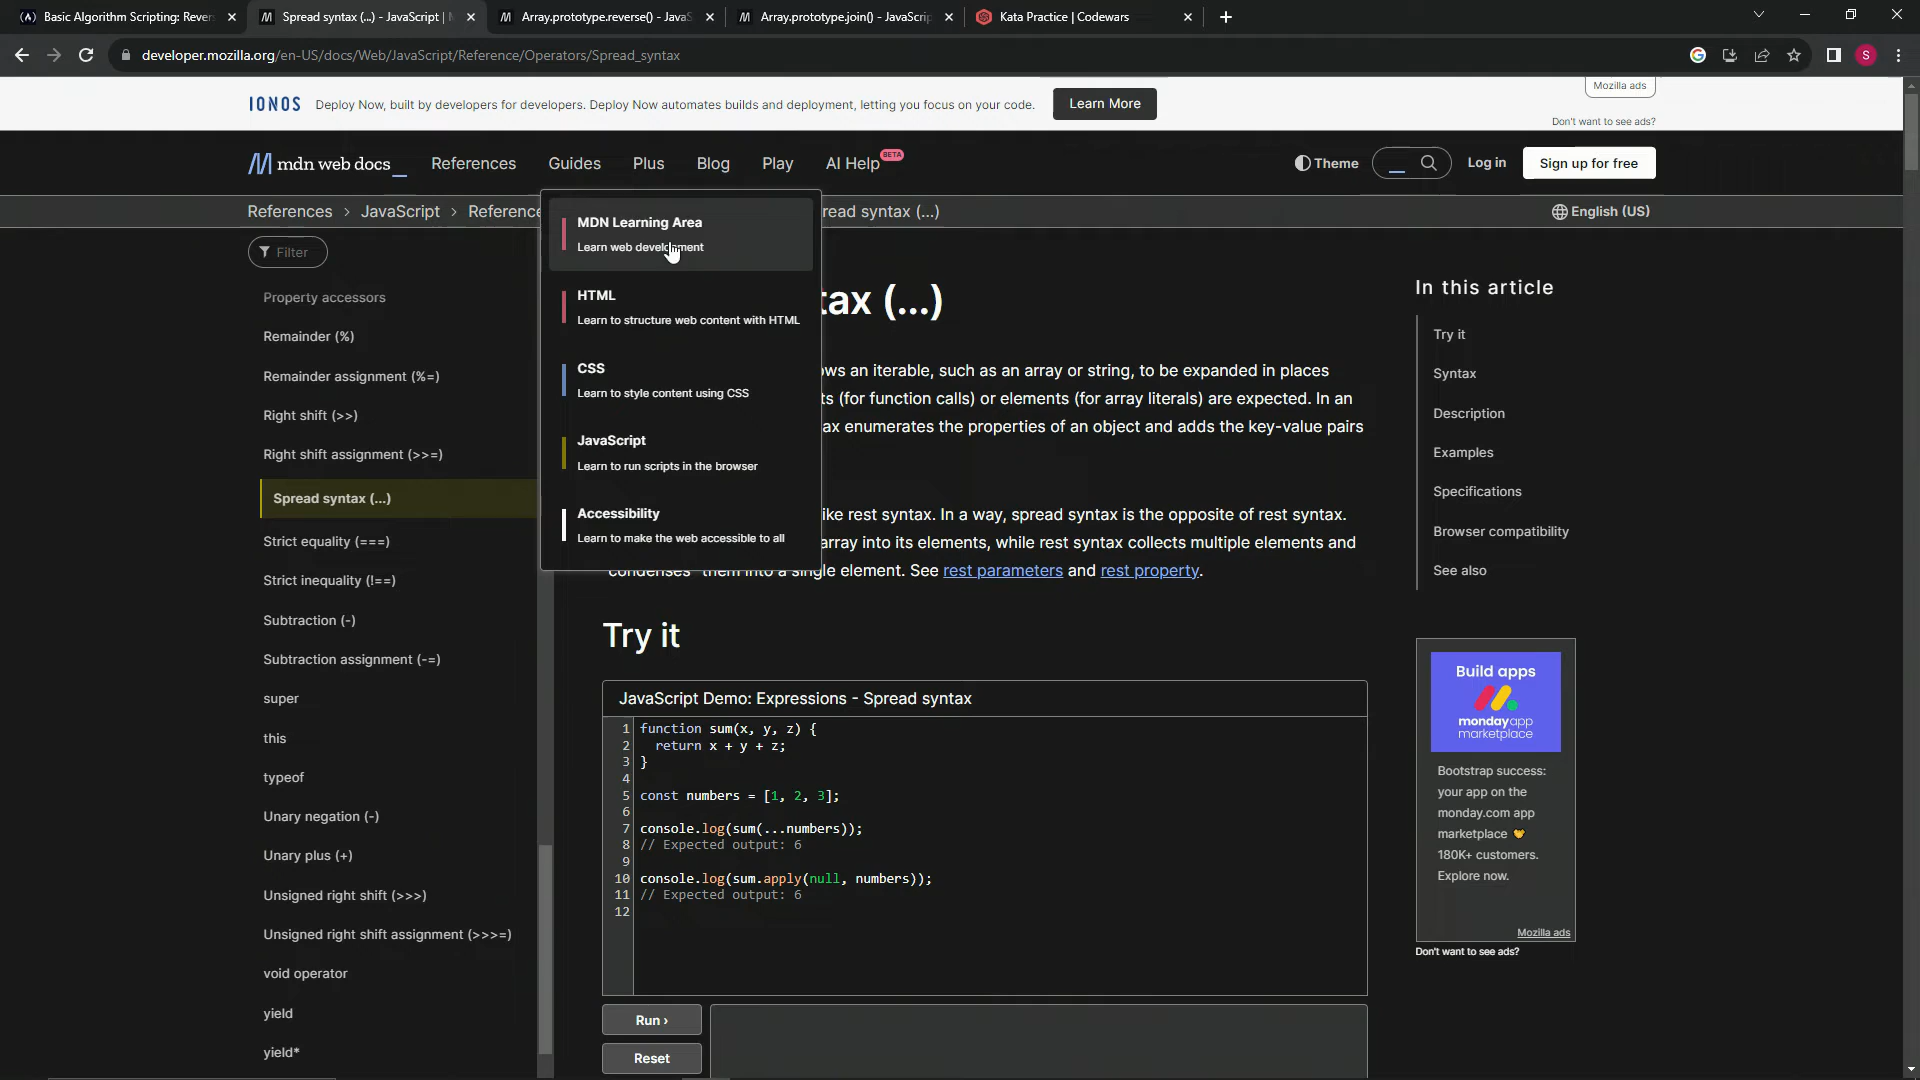 Basic Algorithm Scripting: Rever
Spread syntax (...) - JavaScript |
Array.prototype.reverse() - JavaS
Array.prototype.join() - JavaScrip
Kata Practice | Codewars
developer.mozilla.org/en-US/docs/Web/JavaScript/Reference/Operators/Spread_syntax
S
IONOS Deploy Now, built by developers for developers. Deploy Now automates builds and deployment, letting you focus on your code. Learn More
Mozilla ads
Don't want to see ads?
mdn web docs_ References Guides Plus Blog Play AI Help BETA
Theme Log in Sign up for free
References > JavaScript > Reference
read syntax (...)
English (US)
Filter
Property accessors
Remainder (%)
Remainder assignment (%=)
Right shift (>>)
Right shift assignment (>>=)
Spread syntax (...)
Strict equality (===)
Strict inequality (!==)
Subtraction (-)
Subtraction assignment (-=)
super
this
typeof
Unary negation (-)
Unary plus (+)
Unsigned right shift (>>>)
Unsigned right shift assignment (>>>=)
void operator
yield
yield*
MDN Learning Area
Learn web development
HTML
Learn to structure web content with HTML
CSS
Learn to style content using CSS
JavaScript
Learn to run scripts in the browser
Accessibility
Learn to make the web accessible to all
tax (...)
ows an iterable, such as an array or string, to be expanded in places
ts (for function calls) or elements (for array literals) are expected. In an
ax enumerates the properties of an object and adds the key-value pairs
ike rest syntax. In a way, spread syntax is the opposite of rest syntax.
array into its elements, while rest syntax collects multiple elements and
"condenses" them into a single element. See rest parameters and rest property.
Try it
JavaScript Demo: Expressions - Spread syntax
1 function sum(x, y, z) {
2 return x + y + z;
3 }
4
5 const numbers = [1, 2, 3];
6
7 console.log(sum(...numbers));
8 // Expected output: 6
9
10 console.log(sum.apply(null, numbers));
11 // Expected output: 6
12
Run ›
Reset
In this article
Try it
Syntax
Description
Examples
Specifications
Browser compatibility
See also
Build apps
monday app
marketplace
Bootstrap success:
your app on the
monday.com app
marketplace
180K+ customers.
Explore now.
Mozilla ads
Don't want to see ads?